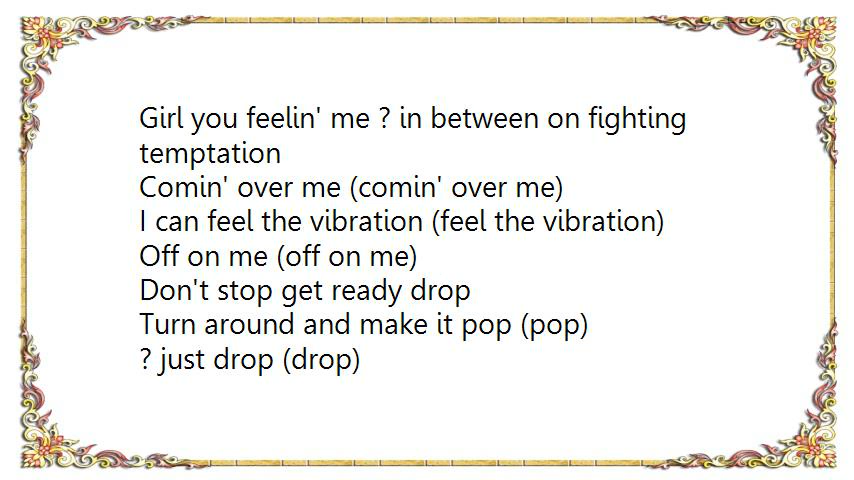 Girl you feelin' me ? in between on fighting
temptation
Comin' over me (comin' over me)
I can feel the vibration (feel the vibration)
Off on me (off on me)
Don't stop get ready drop
Turn around and make it pop (pop)
? just drop (drop)